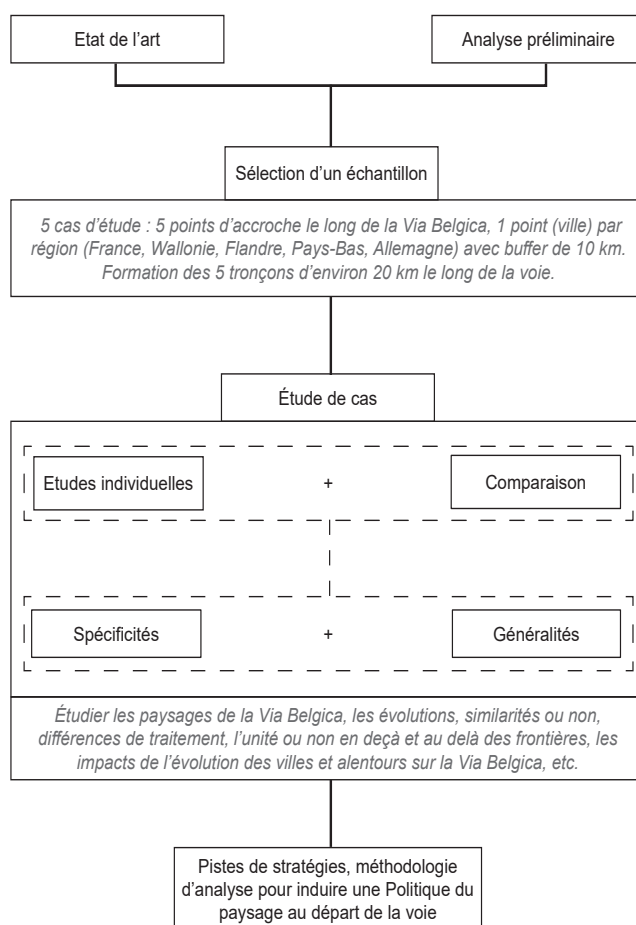 Etat de l'art
Analyse préliminaire
Sélection d'un échantillon
5 cas d'étude : 5 points d'accroche le long de la Via Belgica, 1 point (ville) par
région (France, Wallonie, Flandre, Pays-Bas, Allemagne) avec buffer de 10 km.
Formation des 5 tronçons d'environ 20 km le long de la voie.
Étude de cas
Etudes individuelles
+
Comparaison
Spécificités
+
Généralités
Étudier les paysages de la Via Belgica, les évolutions, similarités ou non,
différences de traitement, l'unité ou non en deçà et au delà des frontières, les
impacts de l'évolution des villes et alentours sur la Via Belgica, etc.
Pistes de stratégies, méthodologie
d'analyse pour induire une Politique du
paysage au départ de la voie